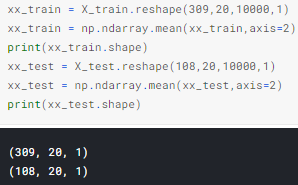 xx_train = X_train.reshape(309,20,10000,1)
xx_train = np.ndarray.mean(xx_train,axis=2)
print(xx_train.shape)
xx_test = X_test.reshape(108,20,10000,1)
xx_test = np.ndarray.mean(xx_test,axis=2)
print(xx_test.shape)
(309, 20, 1)
(108, 20, 1)